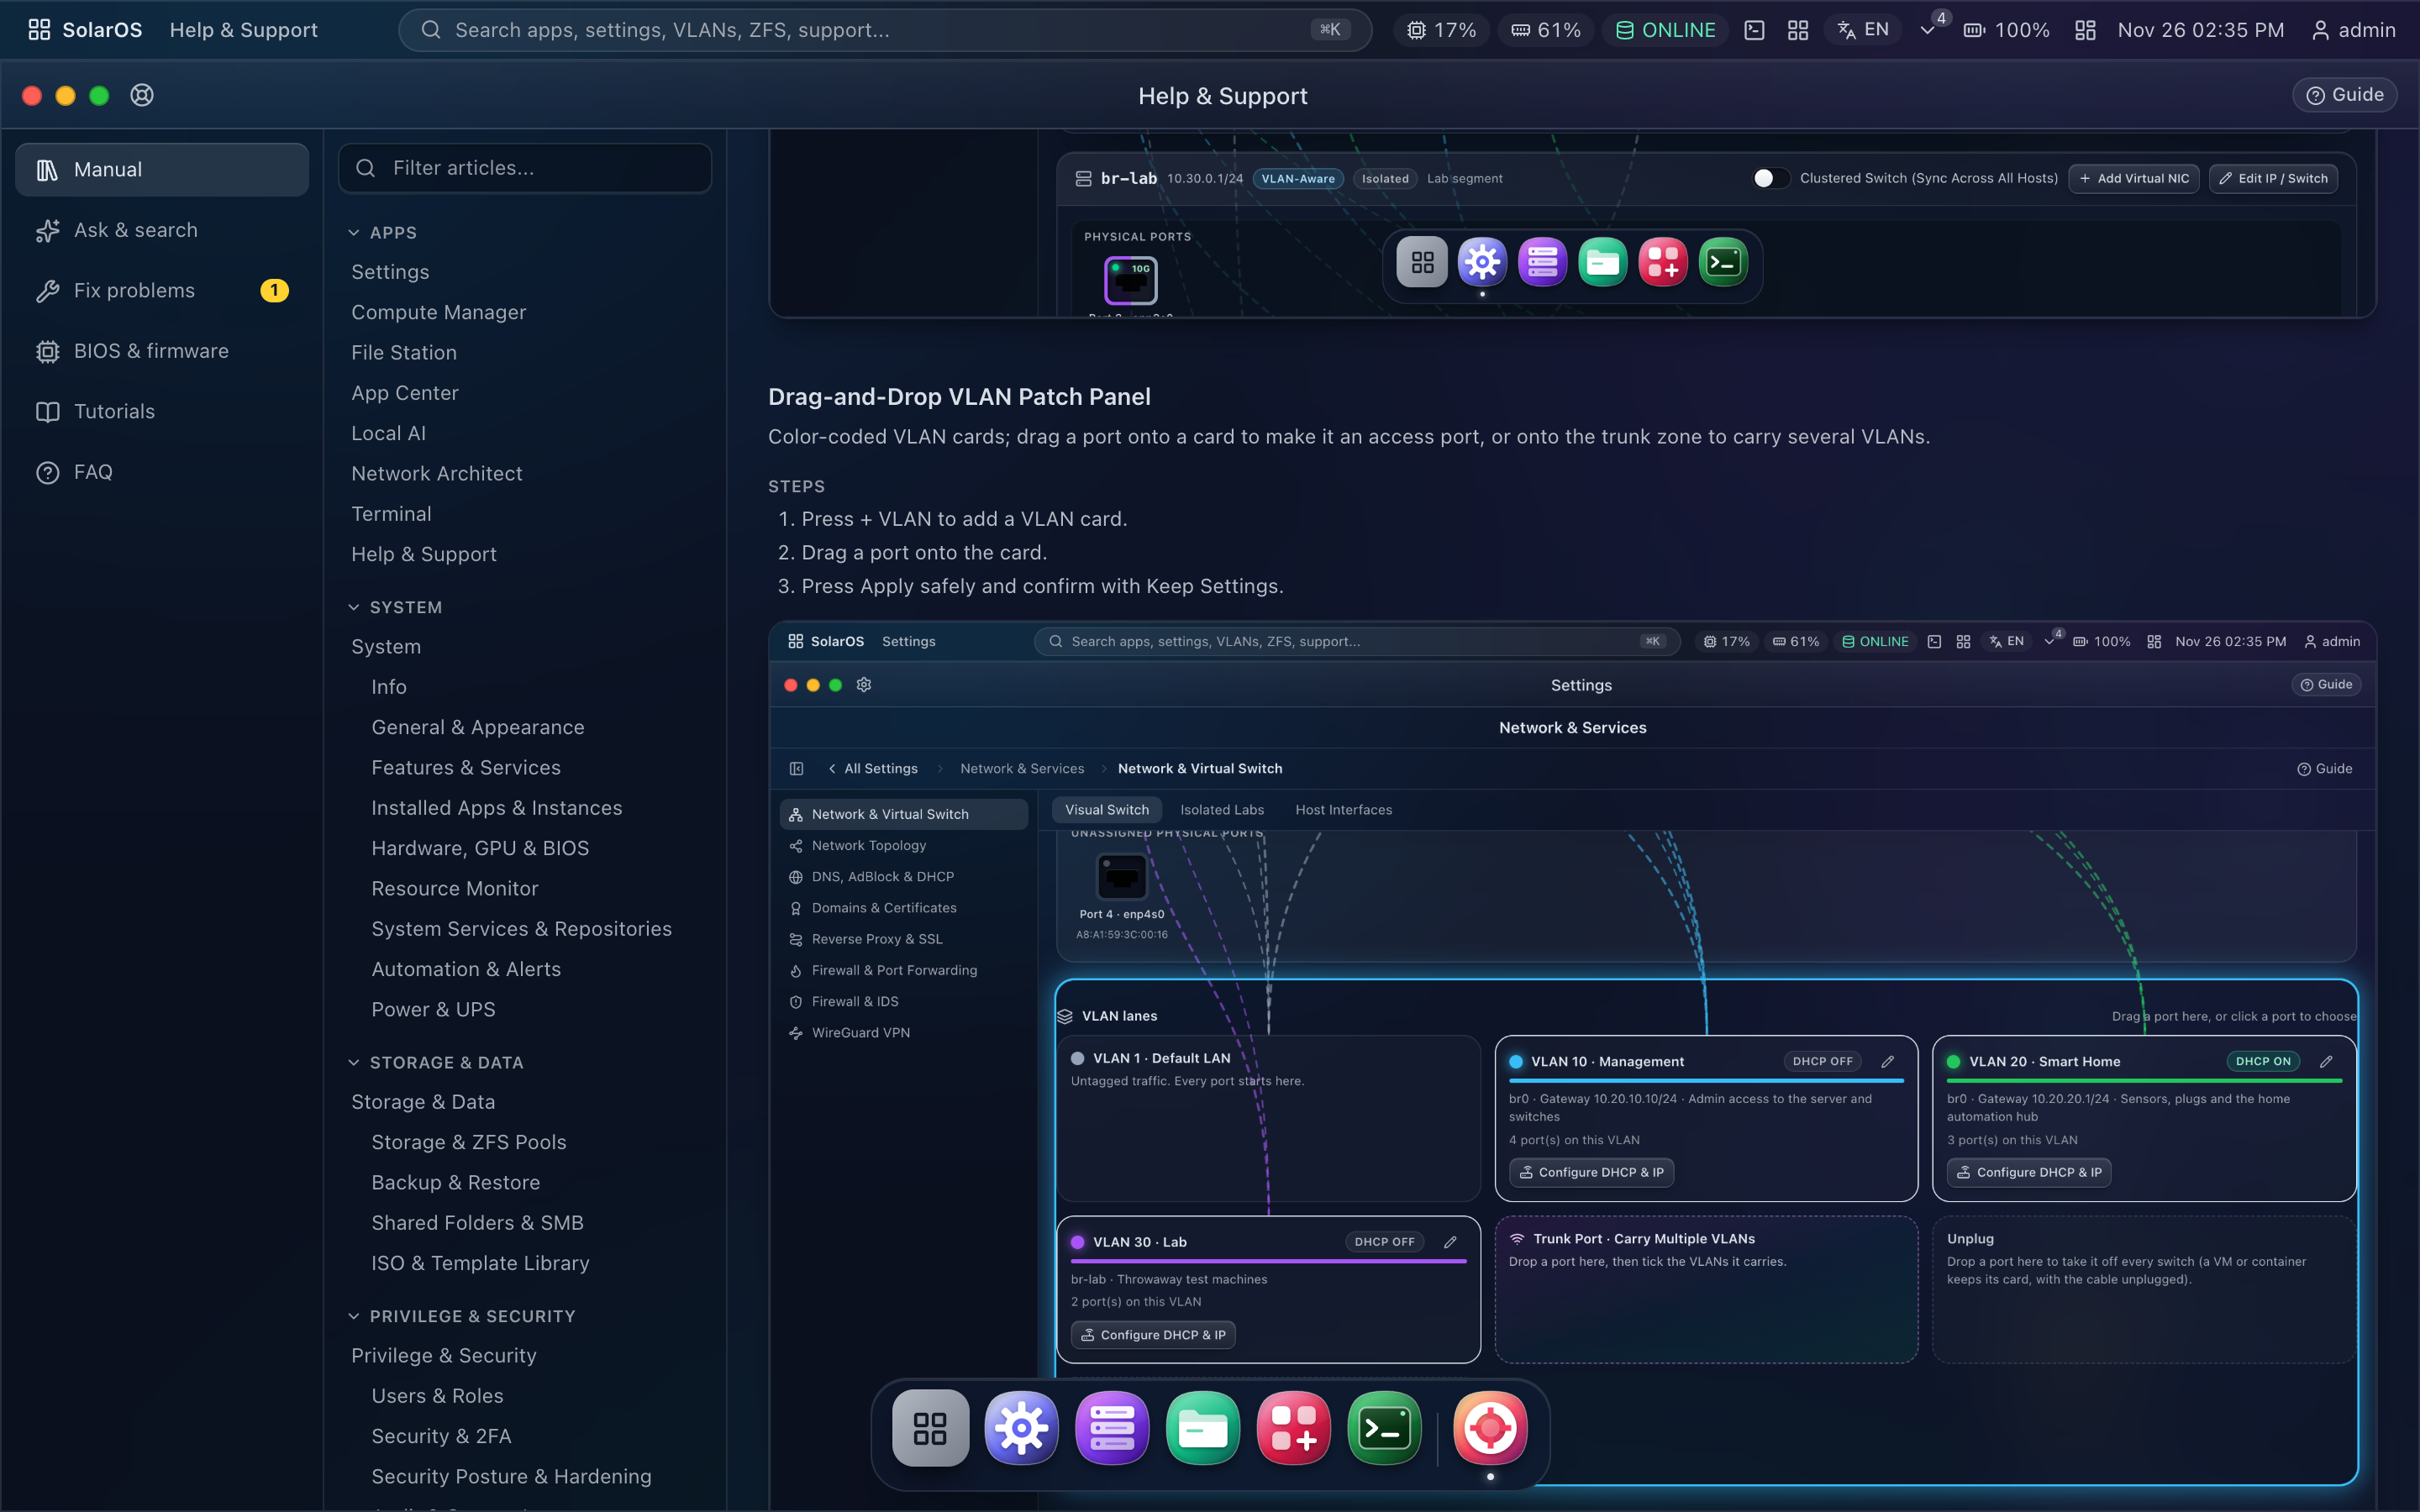 SolarOS Help & Support Search apps, settings, VLANs, ZFS, support... ⌘K 17% 61% ONLINE EN 4 100% Nov 26 02:35 PM admin
Help & Support Guide
Manual
Ask & search
Fix problems 1
BIOS & firmware
Tutorials
FAQ
Filter articles...
APPS
Settings
Compute Manager
File Station
App Center
Local AI
Network Architect
Terminal
Help & Support
SYSTEM
System
Info
General & Appearance
Features & Services
Installed Apps & Instances
Hardware, GPU & BIOS
Resource Monitor
System Services & Repositories
Automation & Alerts
Power & UPS
STORAGE & DATA
Storage & Data
Storage & ZFS Pools
Backup & Restore
Shared Folders & SMB
ISO & Template Library
PRIVILEGE & SECURITY
Privilege & Security
Users & Roles
Security & 2FA
Security Posture & Hardening
br-lab 10.30.0.1/24 VLAN-Aware Isolated Lab segment Clustered Switch (Sync Across All Hosts) + Add Virtual NIC Edit IP / Switch
PHYSICAL PORTS
10G
Drag-and-Drop VLAN Patch Panel
Color-coded VLAN cards; drag a port onto a card to make it an access port, or onto the trunk zone to carry several VLANs.
STEPS
1. Press + VLAN to add a VLAN card.
2. Drag a port onto the card.
3. Press Apply safely and confirm with Keep Settings.
SolarOS Settings Search apps, settings, VLANs, ZFS, support... ⌘K 17% 61% ONLINE EN 4 100% Nov 26 02:35 PM admin
Settings Guide
Network & Services
All Settings Network & Services Network & Virtual Switch Guide
Network & Virtual Switch
Network Topology
DNS, AdBlock & DHCP
Domains & Certificates
Reverse Proxy & SSL
Firewall & Port Forwarding
Firewall & IDS
WireGuard VPN
Visual Switch Isolated Labs Host Interfaces
UNASSIGNED PHYSICAL PORTS
Port 4 · enp4s0
A8:A1:59:3C:00:16
VLAN lanes Drag a port here, or click a port to choose
VLAN 1 · Default LAN
Untagged traffic. Every port starts here.
VLAN 10 · Management DHCP OFF
br0 · Gateway 10.20.10.10/24 · Admin access to the server and
switches
4 port(s) on this VLAN
Configure DHCP & IP
VLAN 20 · Smart Home DHCP ON
br0 · Gateway 10.20.20.1/24 · Sensors, plugs and the home
automation hub
3 port(s) on this VLAN
Configure DHCP & IP
VLAN 30 · Lab DHCP OFF
br-lab · Throwaway test machines
2 port(s) on this VLAN
Configure DHCP & IP
Trunk Port · Carry Multiple VLANs
Drop a port here, then tick the VLANs it carries.
Unplug
Drop a port here to take it off every switch (a VM or container
keeps its card, with the cable unplugged).